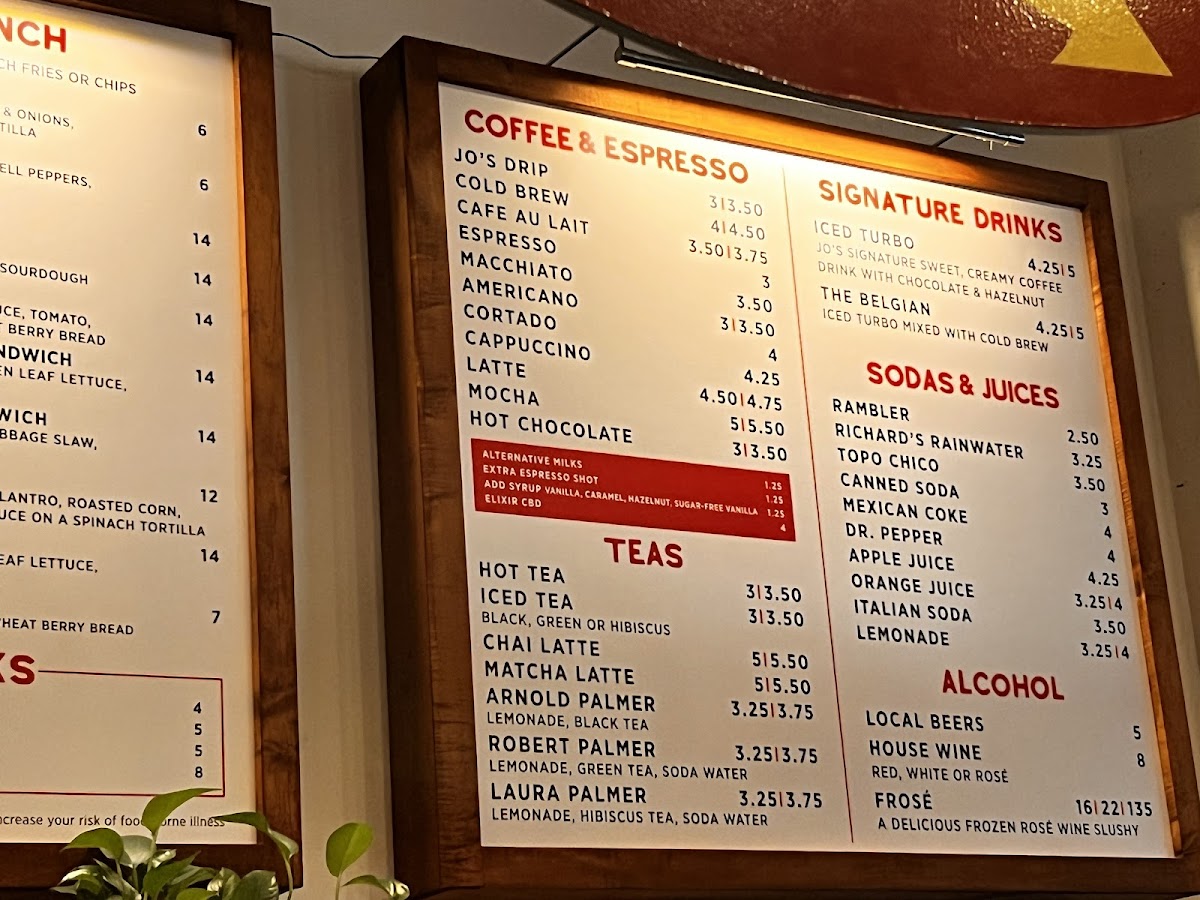 NCH
CH FRIES OR CHIPS
& ONIONS,
TILLA 6
ELL PEPPERS, 6
14
SOURDOUGH 14
UCE, TOMATO, 14
T BERRY BREAD
NDWICH
EN LEAF LETTUCE, 14
WICH
BBAGE SLAW, 14
12
LANTRO, ROASTED CORN,
UCE ON A SPINACH TORTILLA
14
EAF LETTUCE,
7
HEAT BERRY BREAD
KS
4
5
5
8
ncrease your risk of foodborne illness
COFFEE & ESPRESSO
JO'S DRIP 3|3.50
COLD BREW 4|4.50
CAFE AU LAIT 3.50|3.75
ESPRESSO 3
MACCHIATO 3.50
AMERICANO 3|3.50
CORTADO 4
CAPPUCCINO 4.25
LATTE 4.50|4.75
MOCHA 5|5.50
HOT CHOCOLATE 3|3.50
ALTERNATIVE MILKS 1.25
EXTRA ESPRESSO SHOT 1.25
ADD SYRUP VANILLA, CARAMEL, HAZELNUT, SUGAR-FREE VANILLA 1.25
ELIXIR CBD 4
TEAS
HOT TEA 3|3.50
ICED TEA 3|3.50
BLACK, GREEN OR HIBISCUS
CHAI LATTE 5|5.50
MATCHA LATTE 5|5.50
ARNOLD PALMER 3.25|3.75
LEMONADE, BLACK TEA
ROBERT PALMER 3.25|3.75
LEMONADE, GREEN TEA, SODA WATER
LAURA PALMER 3.25|3.75
LEMONADE, HIBISCUS TEA, SODA WATER
SIGNATURE DRINKS
ICED TURBO 4.25|5
JO'S SIGNATURE SWEET, CREAMY COFFEE
DRINK WITH CHOCOLATE & HAZELNUT
THE BELGIAN 4.25|5
ICED TURBO MIXED WITH COLD BREW
SODAS & JUICES
RAMBLER 2.50
RICHARD'S RAINWATER 3.25
TOPO CHICO 3.50
CANNED SODA 3
MEXICAN COKE 4
DR. PEPPER 4
APPLE JUICE 4.25
ORANGE JUICE 3.25|4
ITALIAN SODA 3.50
LEMONADE 3.25|4
ALCOHOL
LOCAL BEERS 5
HOUSE WINE 8
RED, WHITE OR ROSÉ
FROSÉ 16|22|135
A DELICIOUS FROZEN ROSÉ WINE SLUSHY